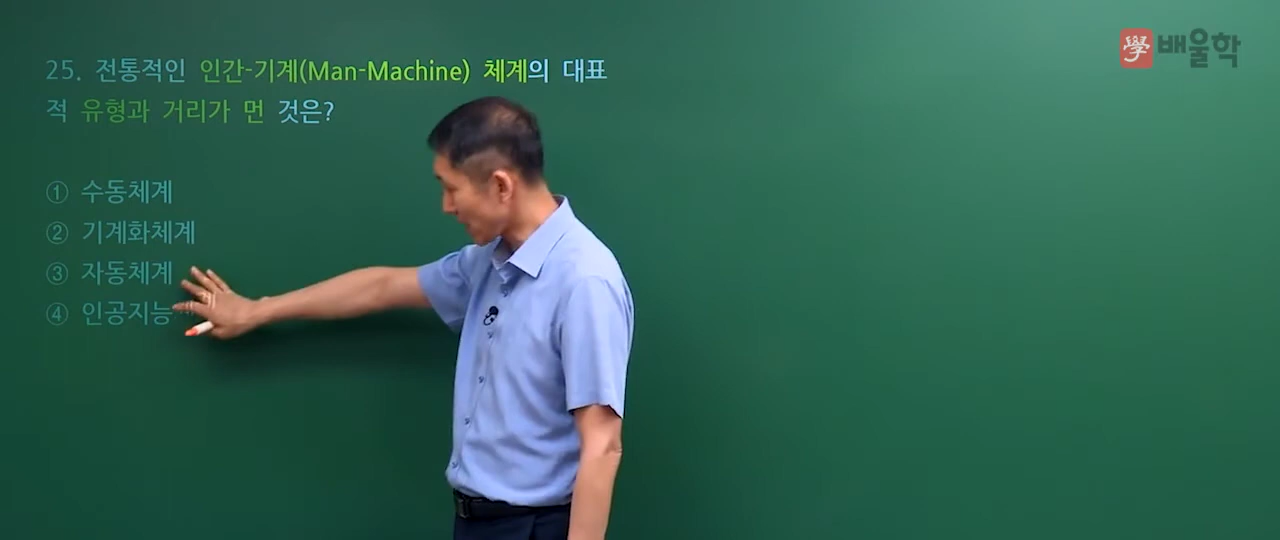 學배울학
25. 전통적인 인간-기계(Man-Machine) 체계의 대표
적 유형과 거리가 먼 것은?
① 수동체계
② 기계화체계
③ 자동체계
④ 인공지능